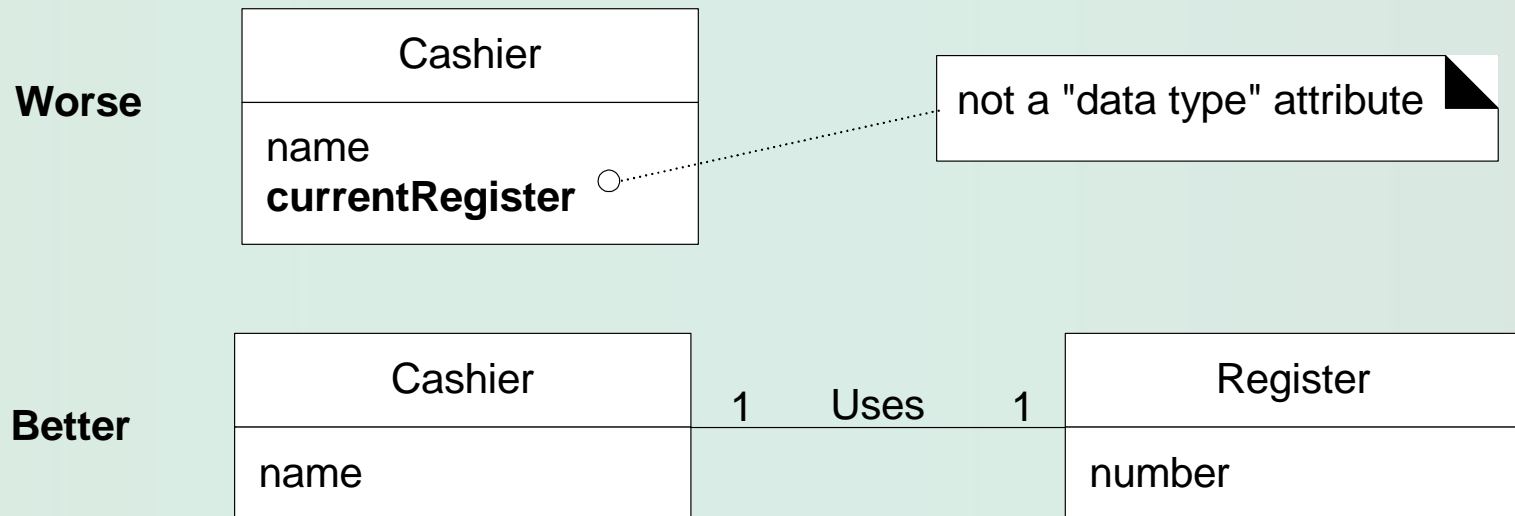 Cashier
Worse
not a "data type" attribute
name
currentRegister
Cashier
Register
1 Uses 1
Better
name
number